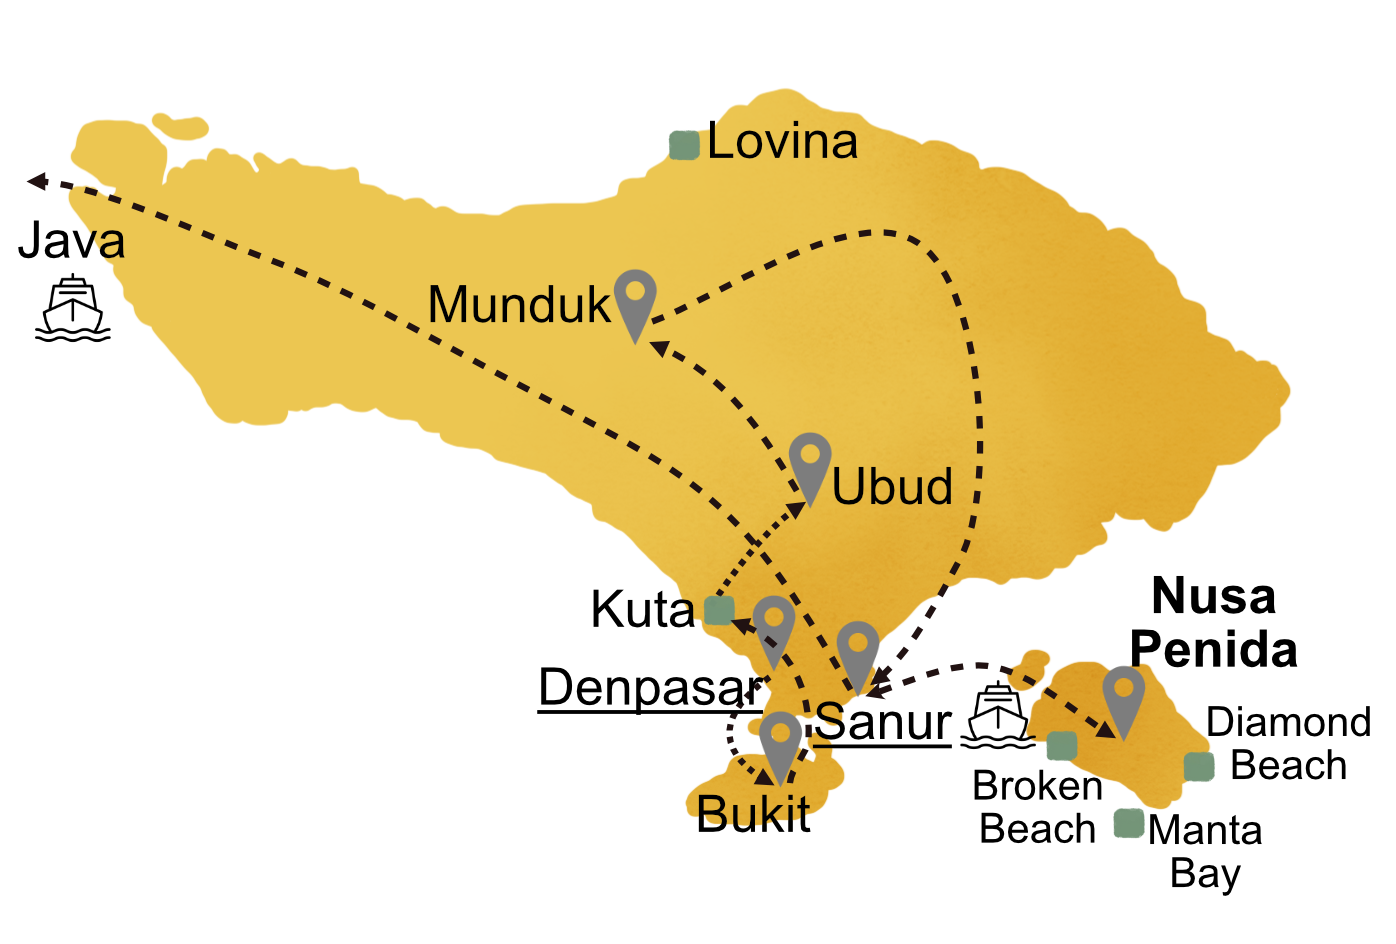 Lovina
Java
Munduk
Ubud
Kuta
Nusa
Penida
Denpasar
Sanur
Diamond
Beach
Broken
Beach
Bukit
Manta
Bay